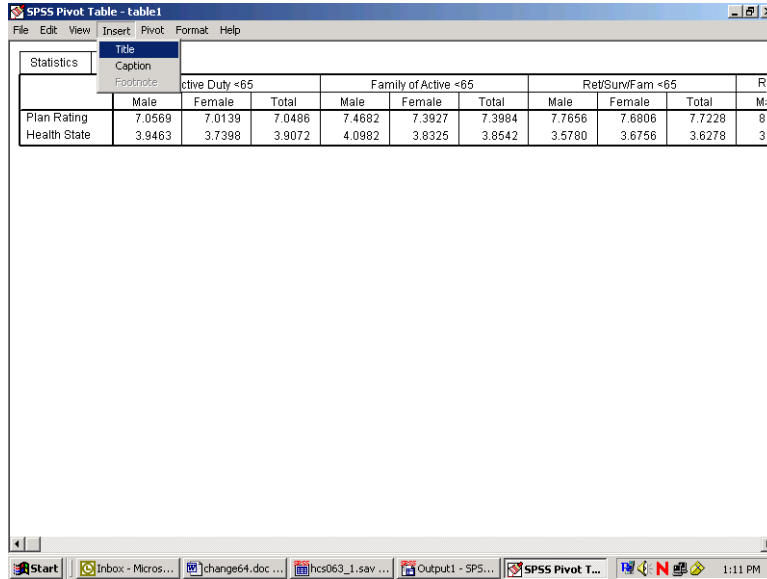 SPSS Pivot Table - table1
File Edit View Insert Pivot Format Help
Title
Caption
Footnote
Statistics
ctive Duty <65 Family of Active <65 Ret/Surv/Fam <65 R
Male Female Total Male Female Total Male Female Total Ma
Plan Rating 7.0569 7.0139 7.0486 7.4682 7.3927 7.3984 7.7656 7.6806 7.7228 8
Health State 3.9463 3.7398 3.9072 4.0982 3.8325 3.8542 3.5780 3.6756 3.6278 3
Start Inbox - Micros... change64.doc ... hcs063_1.sav ... Output1 - SPS... SPSS Pivot T... 1:11 PM